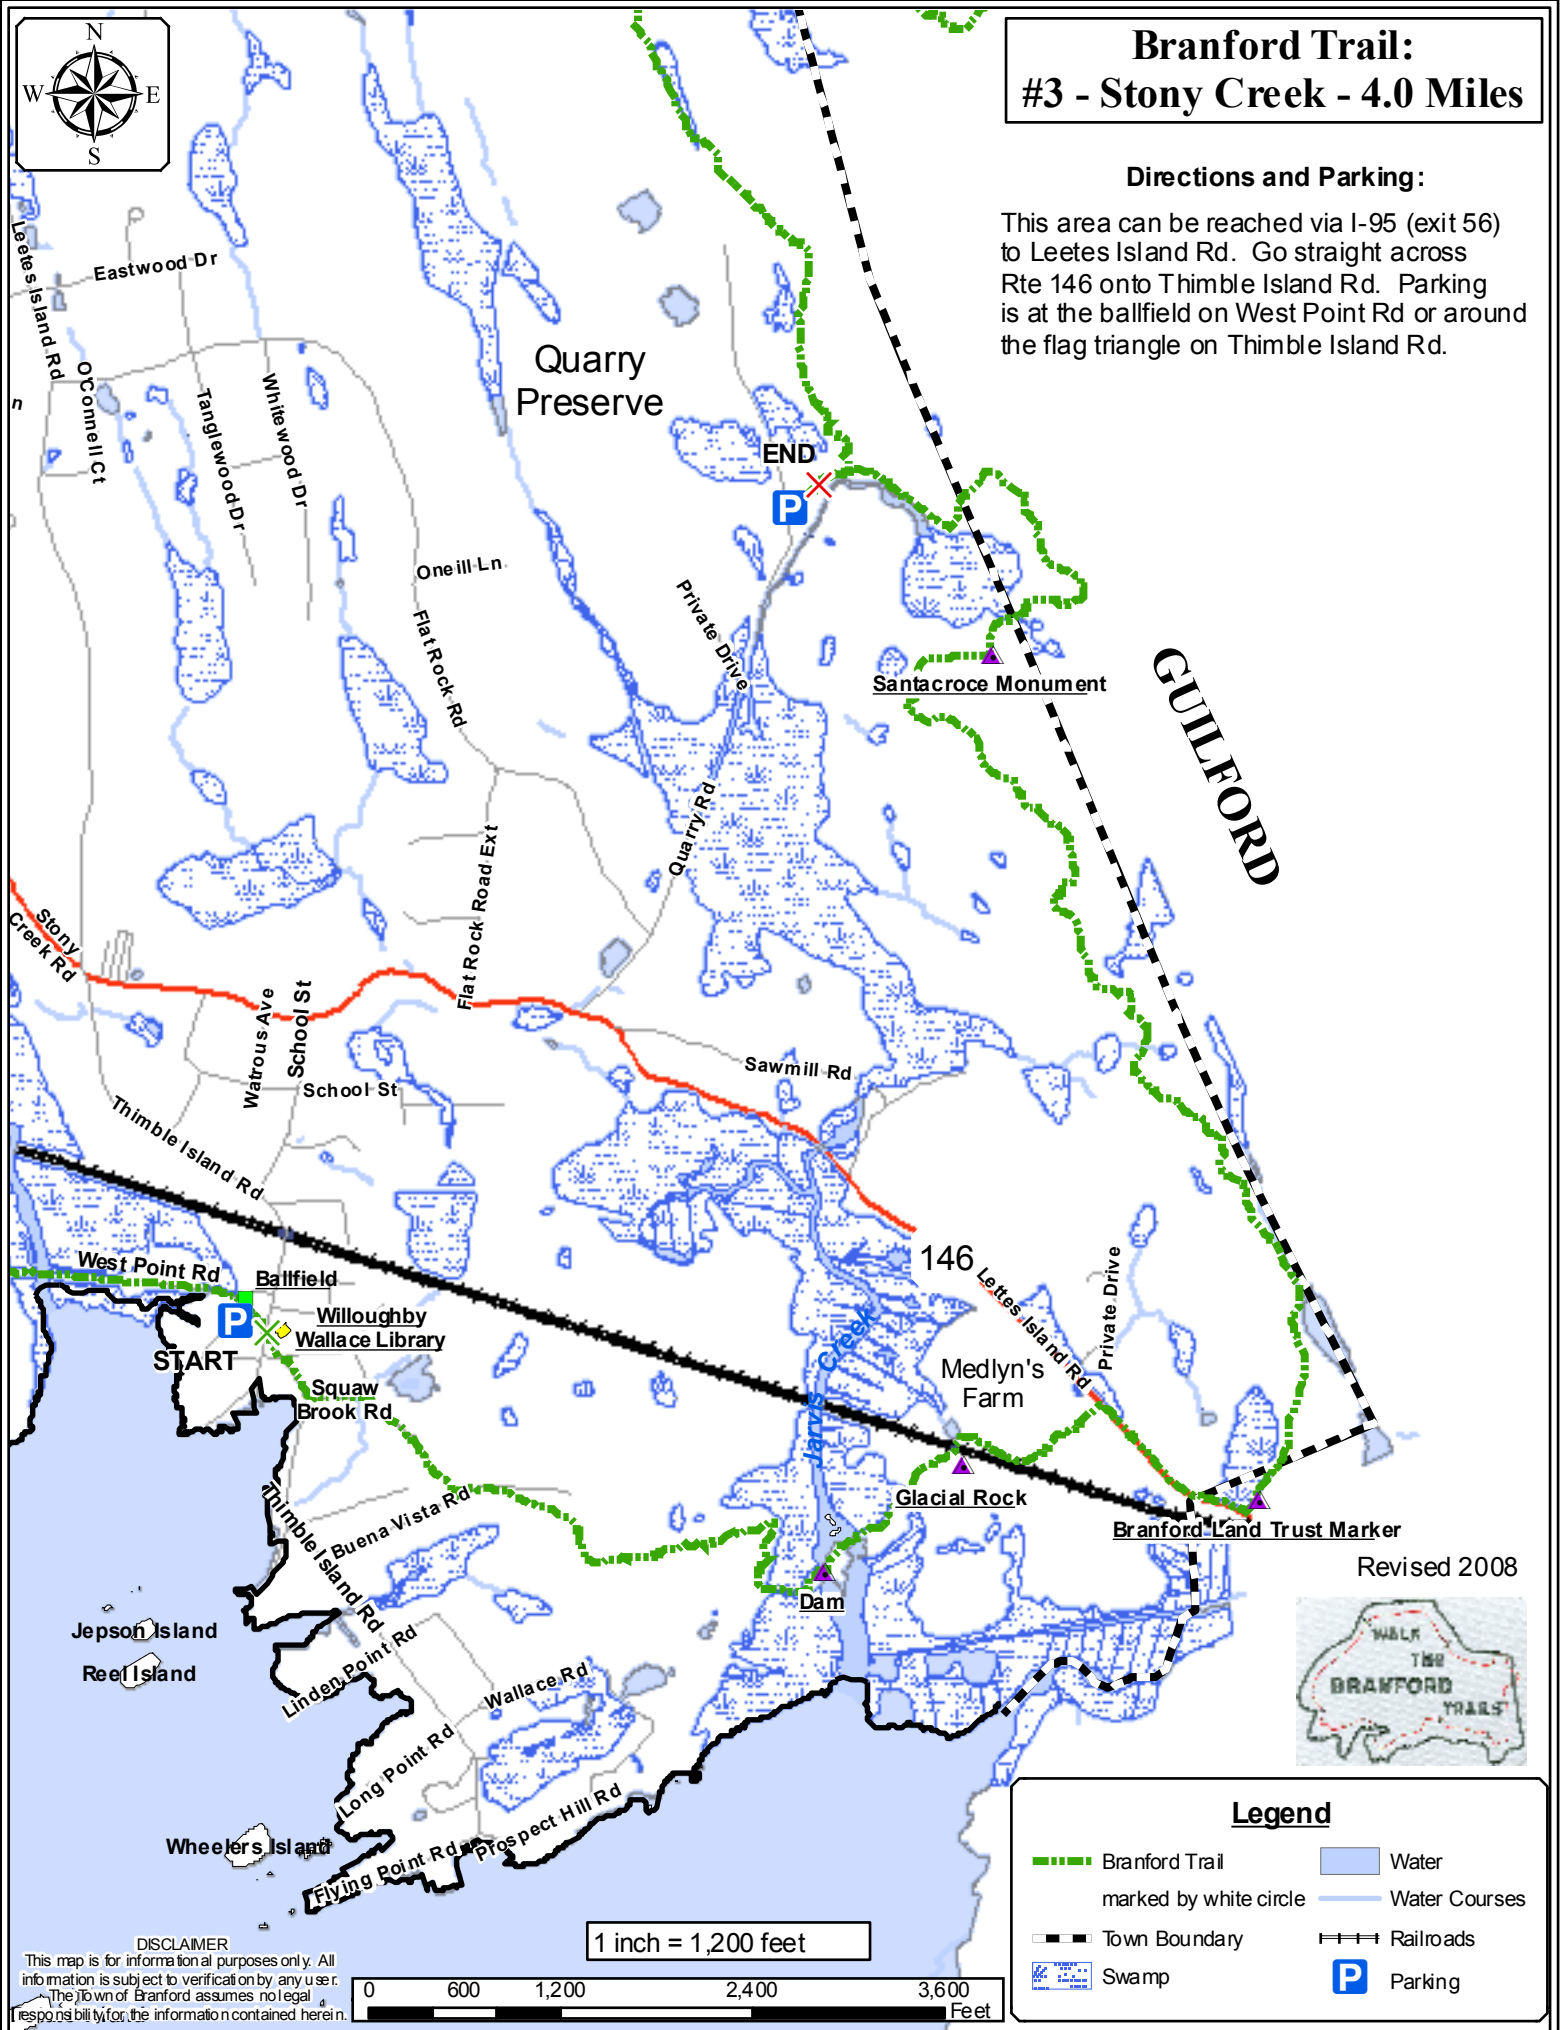 N
W
E
S
Branford Trail:
#3 - Stony Creek - 4.0 Miles
Directions and Parking:
This area can be reached via I-95 (exit 56)
to Leetes Island Rd. Go straight across
Rte 146 onto Thimble Island Rd. Parking
is at the ballfield on West Point Rd or around
the flag triangle on Thimble Island Rd.
Leetes Island Rd
Eastwood Dr
O'Connell Ct
n
Tanglewood Dr
Whitewood Dr
Quarry
Preserve
END
P
Oneill Ln
Flat Rock Rd
Private Drive
Santacroce Monument
GUILFORD
Quarry Rd
Flat Rock Road Ext
Stony
Creek Rd
Watrous Ave
School St
School St
Sawmill Rd
Thimble Island Rd
West Point Rd
Ballfield
P
Willoughby
Wallace Library
START
Squaw
Brook Rd
146
Lettes Island Rd
Private Drive
Jarvis Creek
Medlyn's
Farm
Glacial Rock
Branford Land Trust Marker
Thimble Island Rd
Buena Vista Rd
Dam
Revised 2008
WALK
THE
BRANFORD
TRAILS
Jepson Island
Reel Island
Linden Point Rd
Wallace Rd
Long Point Rd
Prospect Hill Rd
Wheelers Island
Flying Point Rd
Legend
Branford Trail
marked by white circle
Town Boundary
Swamp
Water
Water Courses
Railroads
P
Parking
1 inch = 1,200 feet
0 600 1,200 2,400 3,600
Feet
DISCLAIMER
This map is for informational purposes only. All
information is subject to verification by any user.
The Town of Branford assumes no legal
responsibility for the information contained herein.